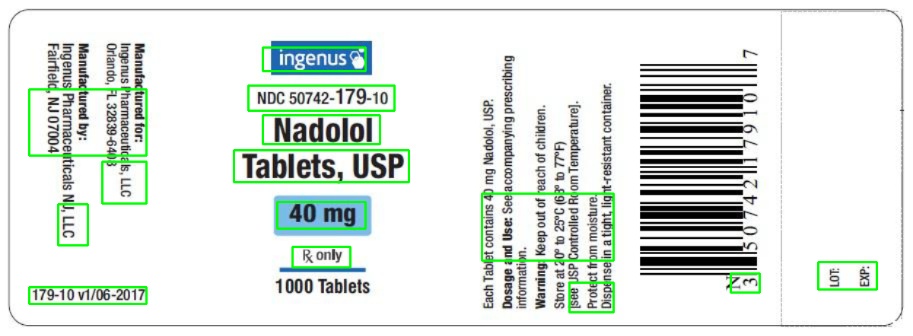 Manufactured for:
Ingenus Pharmaceuticals, LLC
Orlando, FL 32839-6408
Manufactured by:
Ingenus Pharmaceuticals NJ, LLC
Fairfield, NJ 07004
179-10 v1/06-2017
ingenus
NDC 50742-179-10
Nadolol
Tablets, USP
40 mg
℞ only
1000 Tablets
Each Tablet contains 40 mg Nadolol, USP.
Dosage and Use: See accompanying prescribing
information.
Warning: Keep out of reach of children.
Store at 20º to 25ºC (68º to 77ºF)
[see USP Controlled Room Temperature].
Protect from moisture.
Dispense in a tight, light-resistant container.
N
3 50742 17910 7
LOT:
EXP: